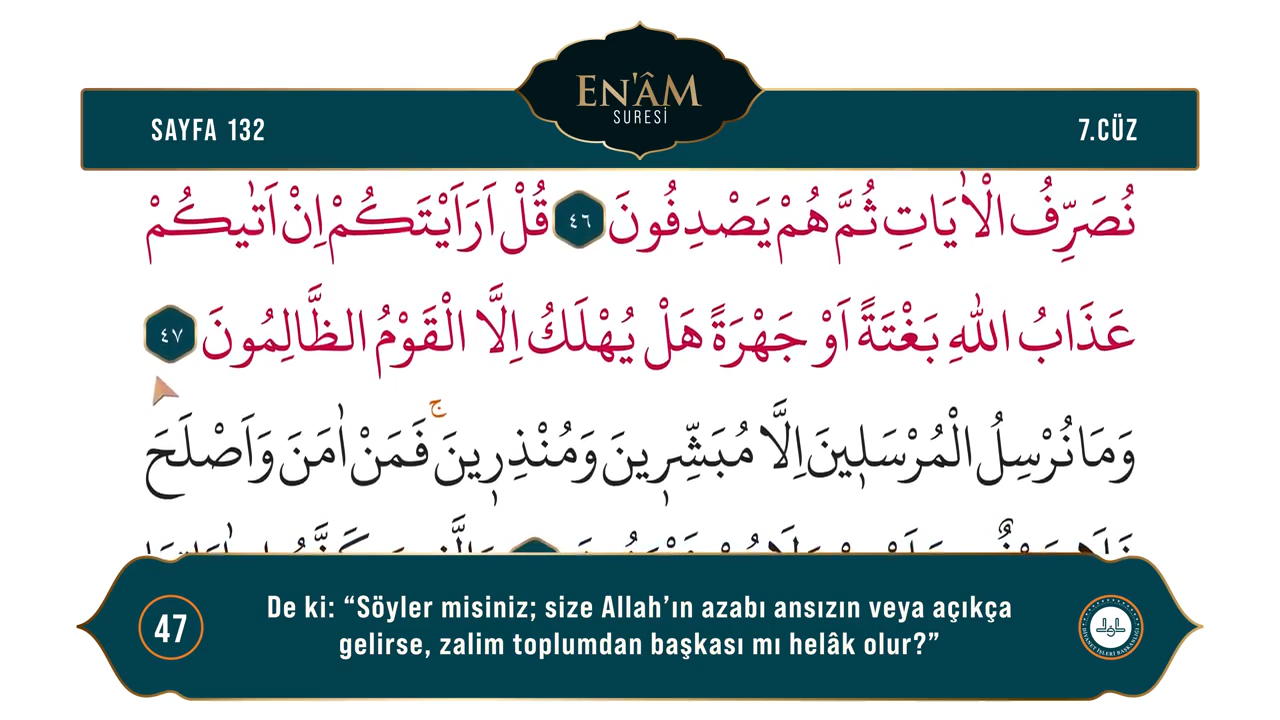 EN'ÂM
SURESİ
SAYFA 132
7.CÜZ
نُصَرِّفُ الْاٰيَاتِ ثُمَّ هُمْ يَصْدِفُونَ ٤٦ قُلْ اَرَاَيْتَكُمْ اِنْ اَتٰيكُمْ
عَذَابُ اللّٰهِ بَغْتَةً اَوْ جَهْرَةً هَلْ يُهْلَكُ اِلَّا الْقَوْمُ الظَّالِمُونَ ٤٧
وَمَا نُرْسِلُ الْمُرْسَلٖينَ اِلَّا مُبَشِّرٖينَ وَمُنْذِرٖينَۚ فَمَنْ اٰمَنَ وَاَصْلَحَ
47
De ki: “Söyler misiniz; size Allah’ın azabı ansızın veya açıkça
gelirse, zalim toplumdan başkası mı helâk olur?”